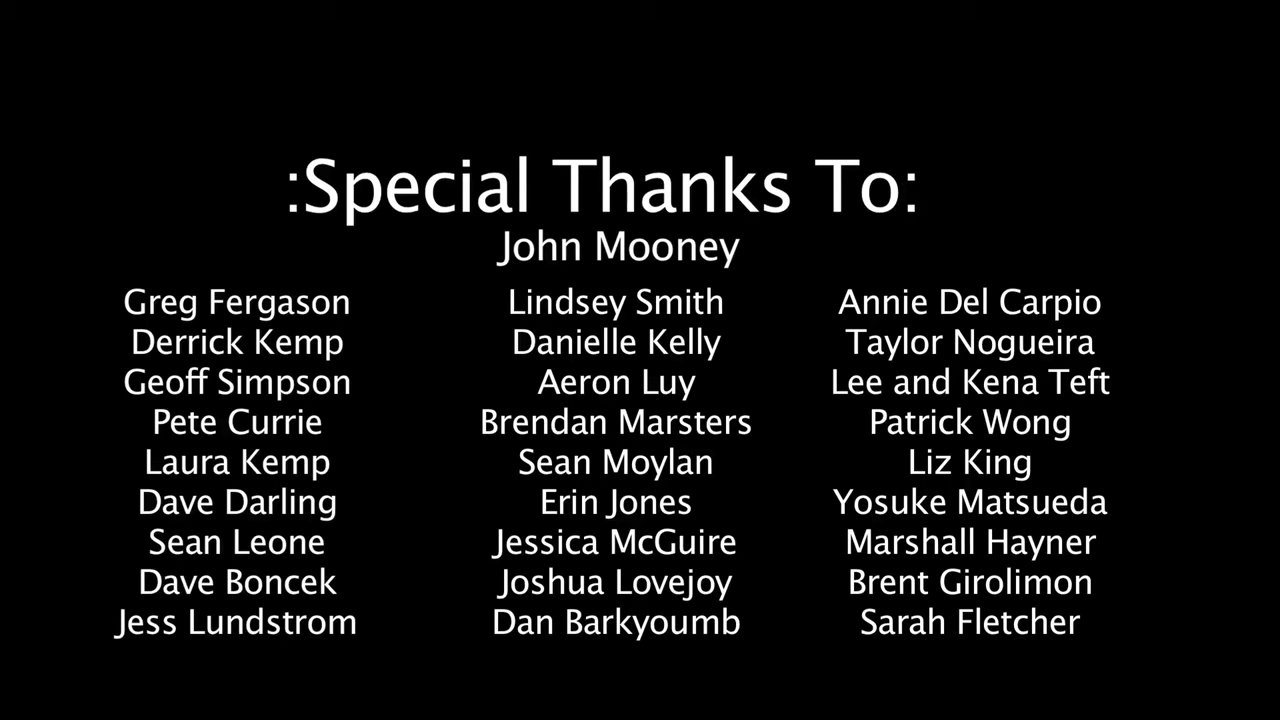 :Special Thanks To:
John Mooney
Greg Fergason
Derrick Kemp
Geoff Simpson
Pete Currie
Laura Kemp
Dave Darling
Sean Leone
Dave Boncek
Jess Lundstrom
Lindsey Smith
Danielle Kelly
Aeron Luy
Brendan Marsters
Sean Moylan
Erin Jones
Jessica McGuire
Joshua Lovejoy
Dan Barkyoumb
Annie Del Carpio
Taylor Nogueira
Lee and Kena Teft
Patrick Wong
Liz King
Yosuke Matsueda
Marshall Hayner
Brent Girolimon
Sarah Fletcher